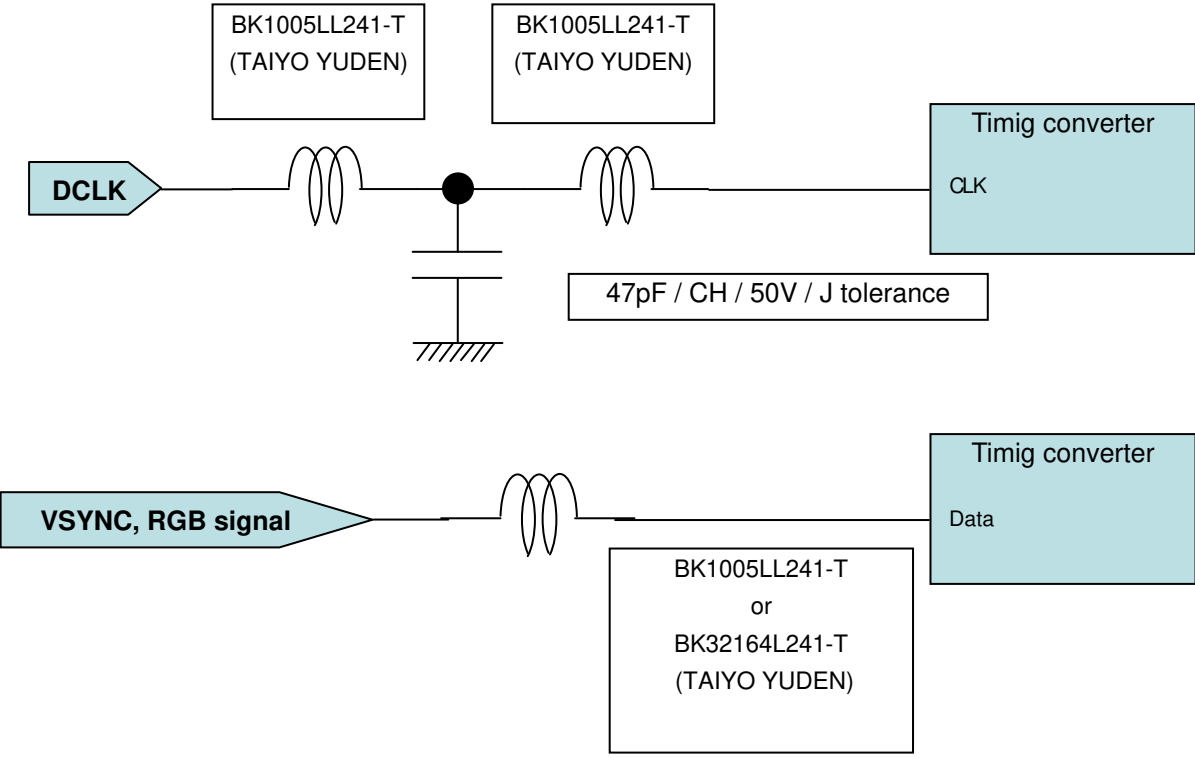 BK1005LL241-T
(TAIYO YUDEN)
BK1005LL241-T
(TAIYO YUDEN)
Timig converter
DCLK
CLK
47pF / CH / 50V / J tolerance
Timig converter
VSYNC, RGB signal
Data
BK1005LL241-T
or
BK32164L241-T
(TAIYO YUDEN)